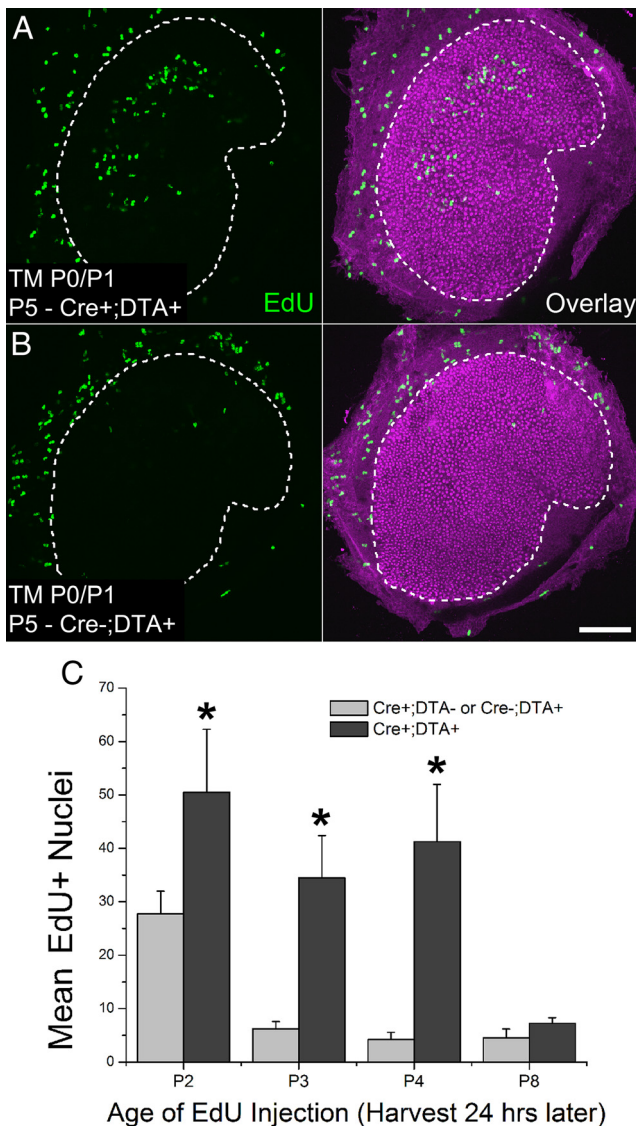 A
TM P0/P1
P5 - Cre+;DTA+
EdU
Overlay
B
TM P0/P1
P5 - Cre-;DTA+
C
Mean EdU+ Nuclei
70
60
50
40
30
20
10
0
Cre+;DTA- or Cre-;DTA+
Cre+;DTA+
*
*
*
P2 P3 P4 P8
Age of EdU Injection (Harvest 24 hrs later)